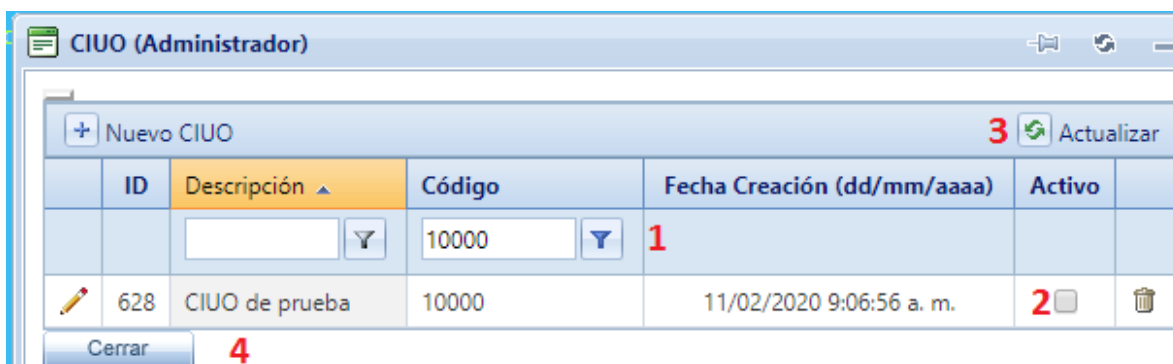 CIUO (Administrador)
Nuevo CIUO 3 Actualizar
ID Descripción Código Fecha Creación (dd/mm/aaaa) Activo
10000 1
628 CIUO de prueba 10000 11/02/2020 9:06:56 a. m. 2
Cerrar 4